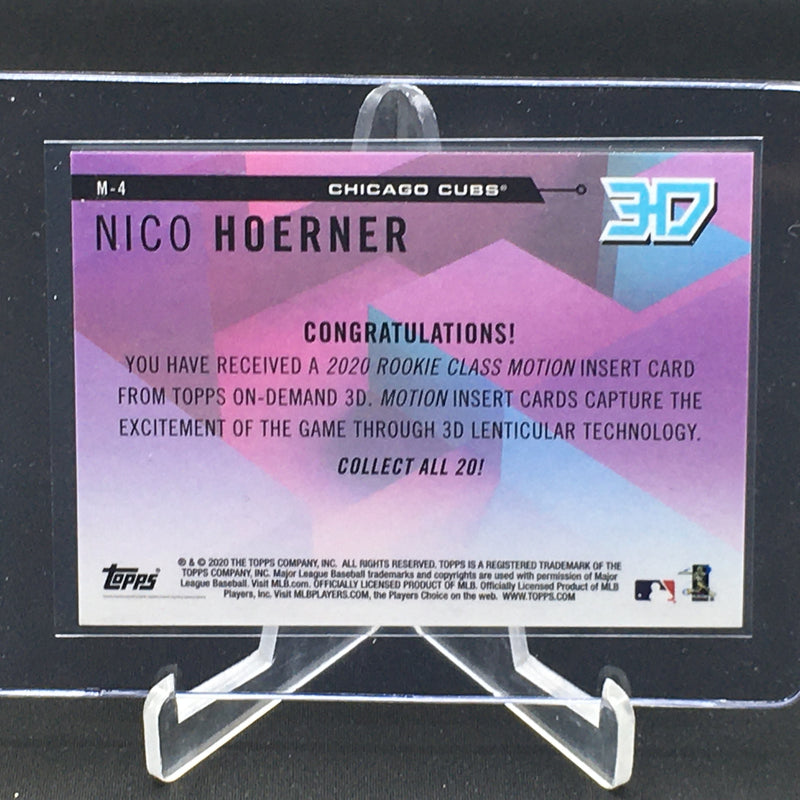 M-4 CHICAGO CUBS® 3D
NICO HOERNER
CONGRATULATIONS!
YOU HAVE RECEIVED A 2020 ROOKIE CLASS MOTION INSERT CARD
FROM TOPPS ON-DEMAND 3D. MOTION INSERT CARDS CAPTURE THE
EXCITEMENT OF THE GAME THROUGH 3D LENTICULAR TECHNOLOGY.
COLLECT ALL 20!
topps
® & © 2020 THE TOPPS COMPANY, INC. ALL RIGHTS RESERVED. TOPPS IS A REGISTERED TRADEMARK OF THE
TOPPS COMPANY, INC. Major League Baseball trademarks and copyrights are used with permission of Major
League Baseball. Visit MLB.com. OFFICIALLY LICENSED PRODUCT OF MLB. Officially Licensed Product of MLB
Players, Inc. Visit MLBPLAYERS.COM, the Players Choice on the web. WWW.TOPPS.COM